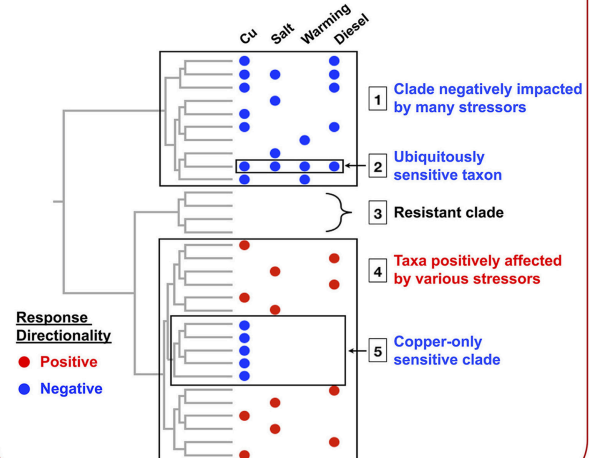 Cu Salt Warming Diesel
1 Clade negatively impacted
by many stressors
2 Ubiquitously
sensitive taxon
3 Resistant clade
4 Taxa positively affected
by various stressors
Response
Directionality
Positive
Negative
5 Copper-only
sensitive clade